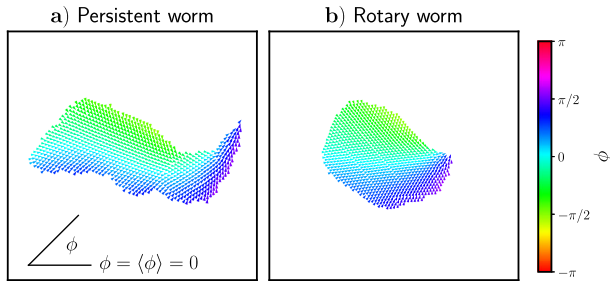 a) Persistent worm
b) Rotary worm
ϕ
ϕ = ⟨ϕ⟩ = 0
π
π/2
0
−π/2
−π
ϕ